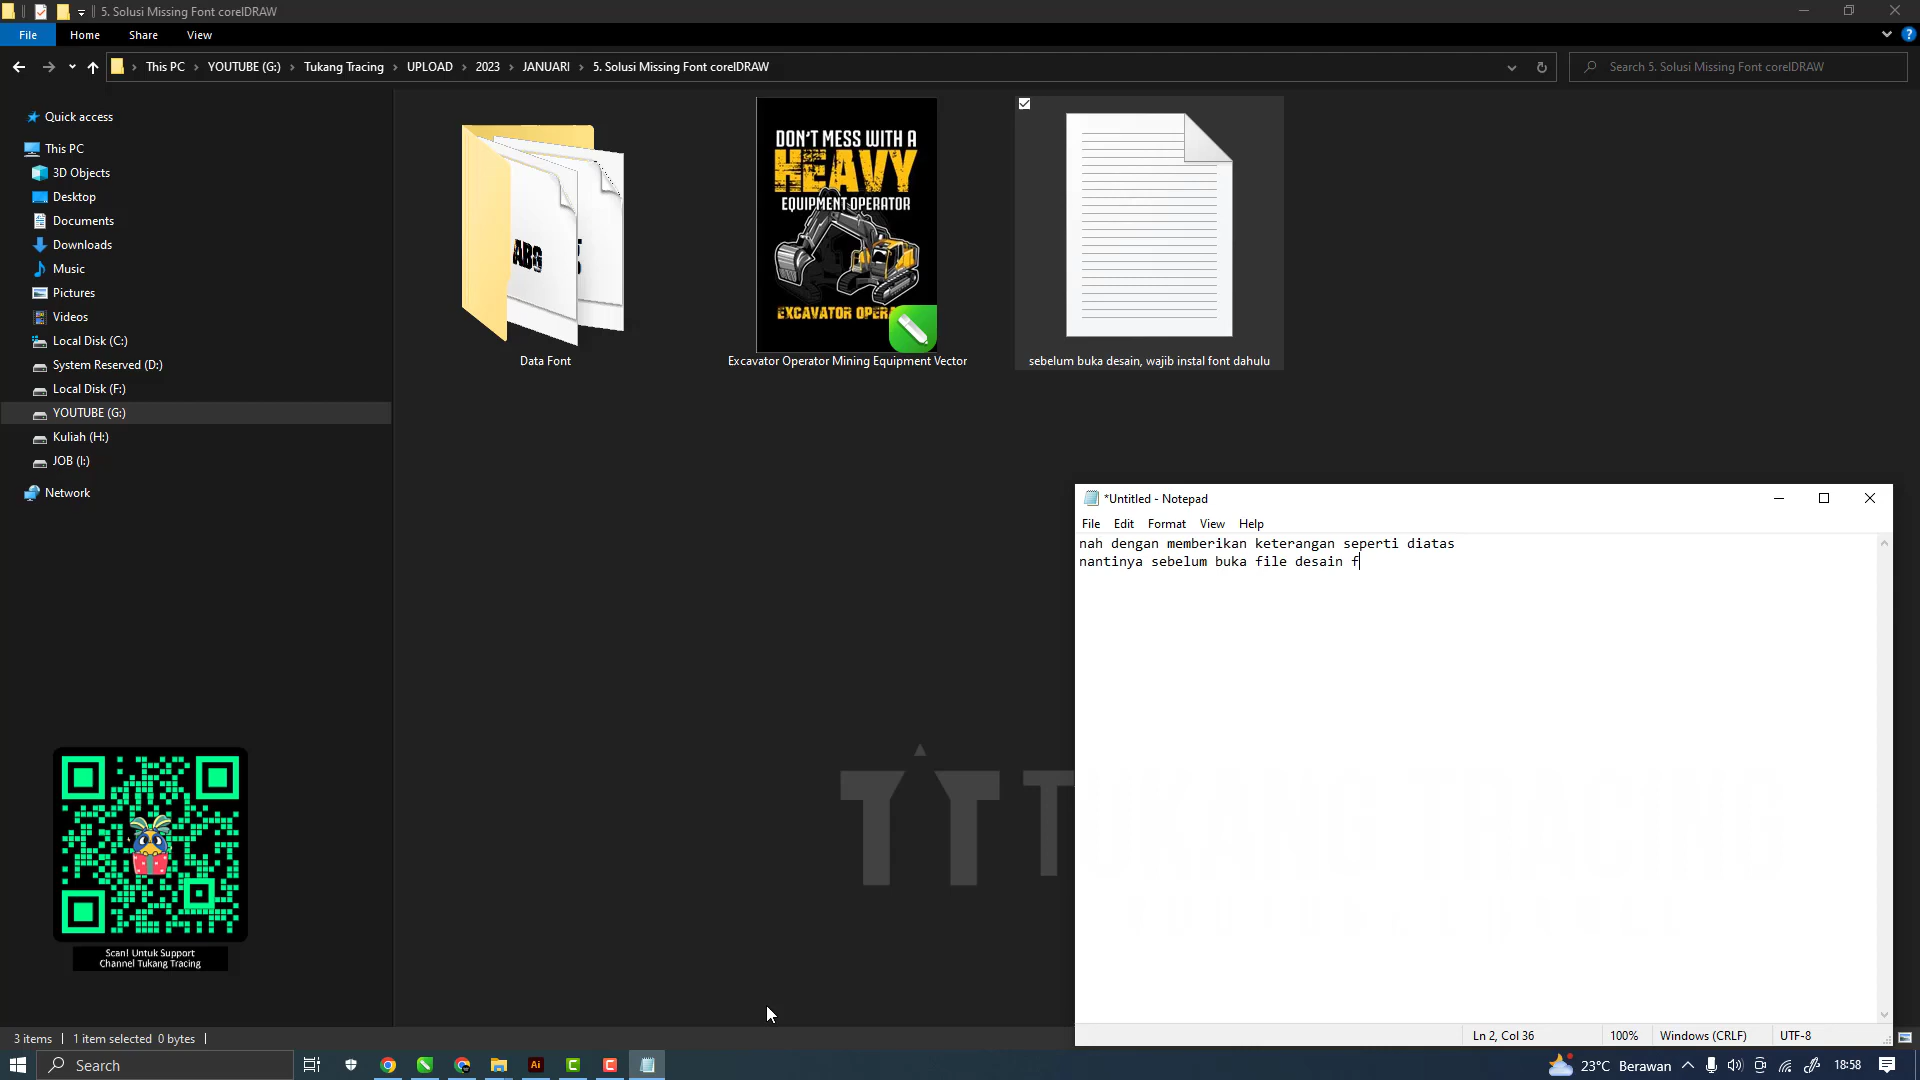 5. Solusi Missing Font corelDRAW
File
Home
Share
View
This PC
YOUTUBE (G:)
Tukang Tracing
UPLOAD
2023
JANUARI
5. Solusi Missing Font corelDRAW
Search 5. Solusi Missing Font corelDRAW
Quick access
This PC
3D Objects
Desktop
Documents
Downloads
Music
Pictures
Videos
Local Disk (C:)
System Reserved (D:)
Local Disk (F:)
YOUTUBE (G:)
Kuliah (H:)
JOB (I:)
Network
ABG
Data Font
DON'T MESS WITH A
HEAVY
EQUIPMENT OPERATOR
EXCAVATOR OPERA
Excavator Operator Mining Equipment Vector
sebelum buka desain, wajib instal font dahulu
*Untitled - Notepad
File
Edit
Format
View
Help
nah dengan memberikan keterangan seperti diatas
nantinya sebelum buka file desain f
Ln 2, Col 36
100%
Windows (CRLF)
UTF-8
Scan! Untuk Support
Channel Tukang Tracing
3 items
1 item selected 0 bytes
Search
Ai
23°C Berawan
18:58